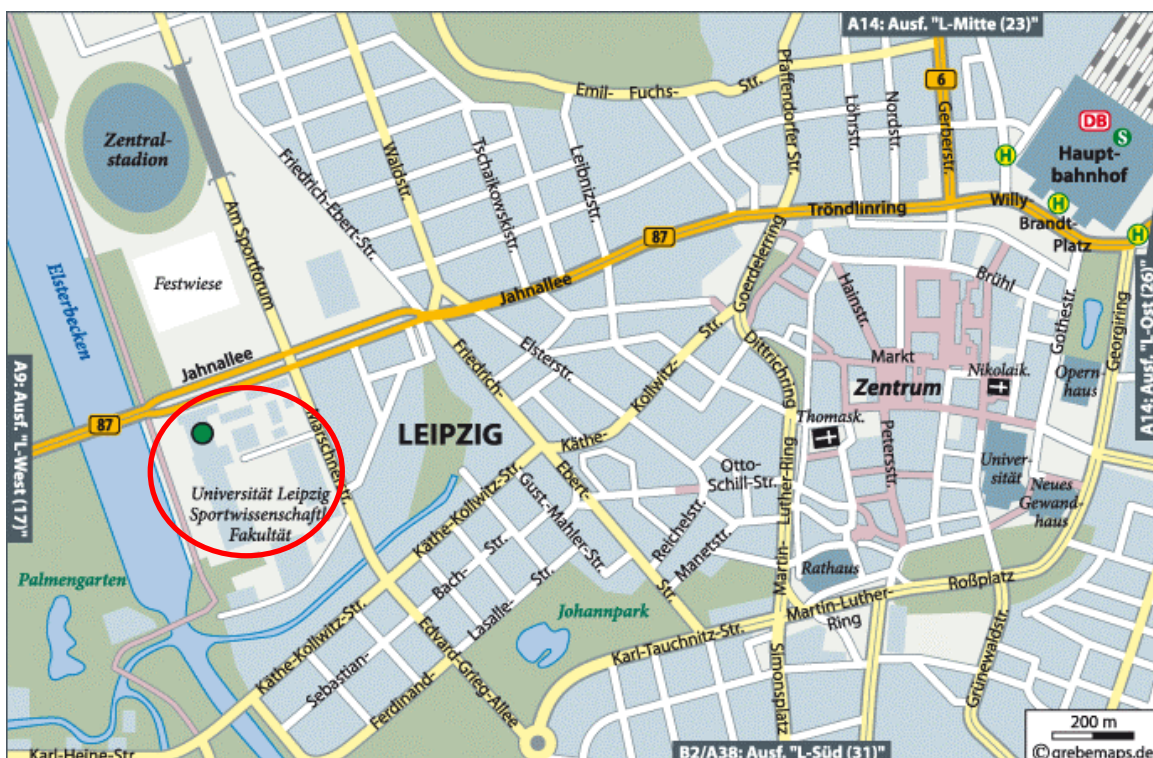 A14: Ausf. "L-Mitte (23)"
6
Gerberstr.
Pfaffendorfer Str.
Emil- Fuchs- Str.
Löhrstr.
Nordstr.
DB
S
Haupt-
bahnhof
H
H
H
Zentral-
stadion
Waldstr.
Tschaikowskistr.
Leibnizstr.
Friedrich-Ebert-Str.
Am Sportforum
Tröndlinring
Willy-
Brandt-
Platz
87
Jahnallee
Goerdelerring
Hainstr.
Brühl
Gothestr.
Georgiring
A14: Ausf. "L-Ost (26)"
Elsterbecken
Festwiese
Jahnallee
87
A9: Ausf. "L-West (17)"
Friedrich-
Elsterstr.
Käthe-
Kollwitz-
Str.
Dittrichring
Markt
Zentrum
Nikolaik.
Opern-
haus
Thomask.
LEIPZIG
Marschnerstr.
Ebert-
Str.
Otto-
Schill-Str.
Petersstr.
Univer-
sität
Neues
Gewand-
haus
Universität Leipzig
Sportwissenschaftl.
Fakultät
Käthe-Kollwitz-Str.
Gust.-Mahler-Str.
Reichelstr.
Manetstr.
Martin- Luther-Ring
Rathaus
Roßplatz
Martin-Luther-
Ring
Palmengarten
Johannpark
Bach-
Str.
Lasalle-
Str.
Käthe-Kollwitz-Str.
Sebastian-
Ferdinand-
Edvard-Grieg-Allee
Karl-Tauchnitz-Str.
Simonsplatz
Grünewaldstr.
Karl-Heine-Str.
B2/A38: Ausf. "L-Süd (31)"
200 m
©grebemaps.de